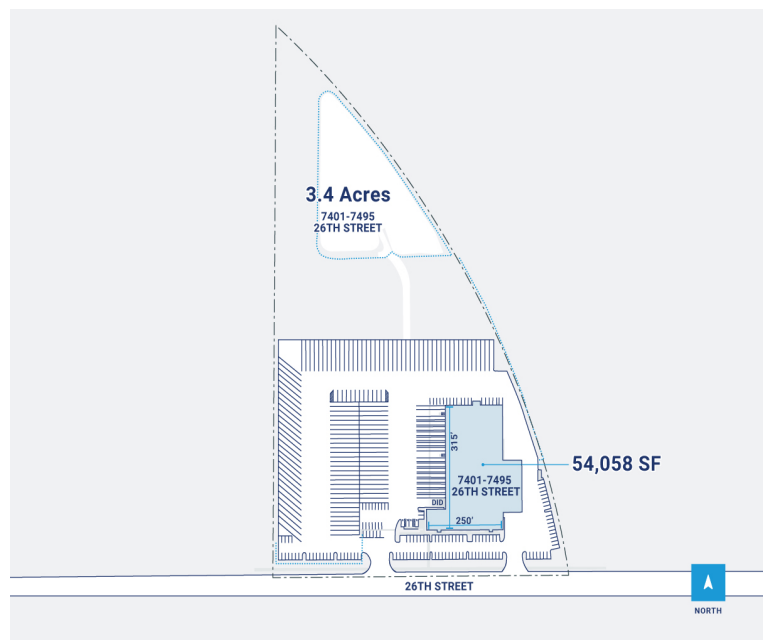 3.4 Acres
7401-7495
26TH STREET
315'
54,058 SF
7401-7495
26TH STREET
DID
250'
26TH STREET
NORTH